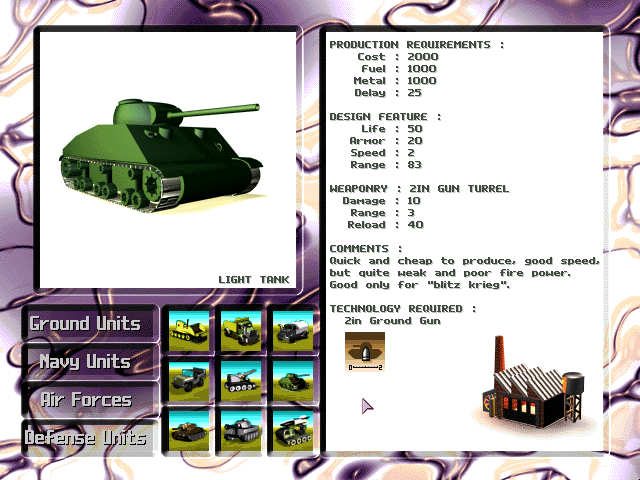 LIGHT TANK
Ground Units
Navy Units
Air Forces
Defense Units
PRODUCTION REQUIREMENTS :
Cost : 2000
Fuel : 1000
Metal : 1000
Delay : 25
DESIGN FEATURE :
Life : 50
Armor : 20
Speed : 2
Range : 83
WEAPONRY : 2IN GUN TURREL
Damage : 10
Range : 3
Reload : 40
COMMENTS :
Quick and cheap to produce, good speed,
but quite weak and poor fire power.
Good only for "blitz krieg".
TECHNOLOGY REQUIRED :
2in Ground Gun
0 2